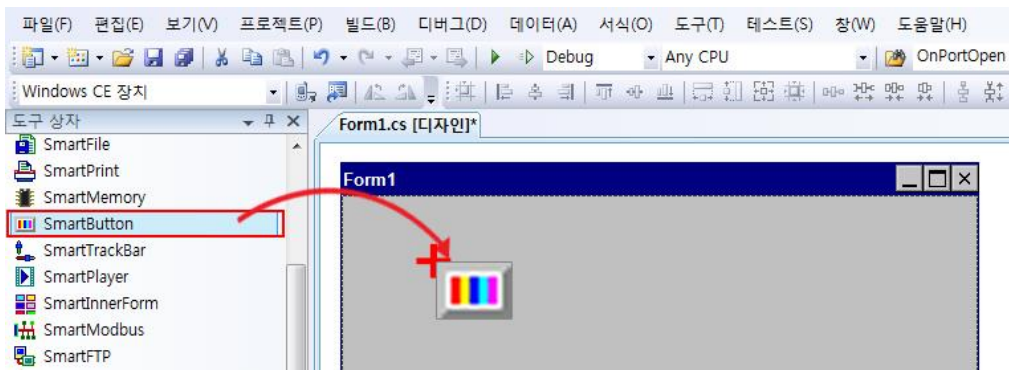 파일(F) 편집(E) 보기(V) 프로젝트(P) 빌드(B) 디버그(D) 데이터(A) 서식(O) 도구(T) 테스트(S) 창(W) 도움말(H)
Debug Any CPU OnPortOpen
Windows CE 장치
도구 상자
Form1.cs [디자인]*
SmartFile
SmartPrint
Form1
SmartMemory
SmartButton
SmartTrackBar
SmartPlayer
SmartInnerForm
SmartModbus
SmartFTP